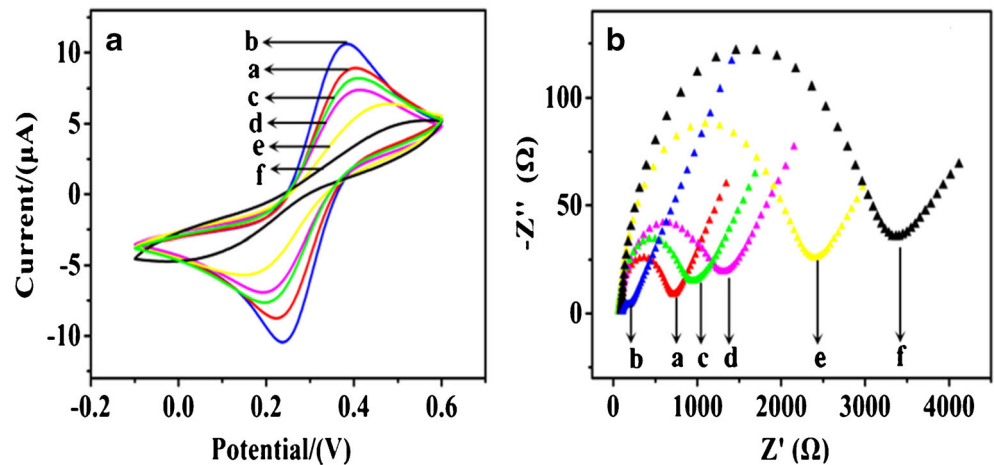 a
b
a
c
d
e
f
10
5
0
-5
-10
-0.2
0.0
0.2
0.4
0.6
Current/(μA)
Potential/(V)
b
100
50
0
b
a
c
d
e
f
0
1000
2000
3000
4000
-Z'' (Ω)
Z' (Ω)